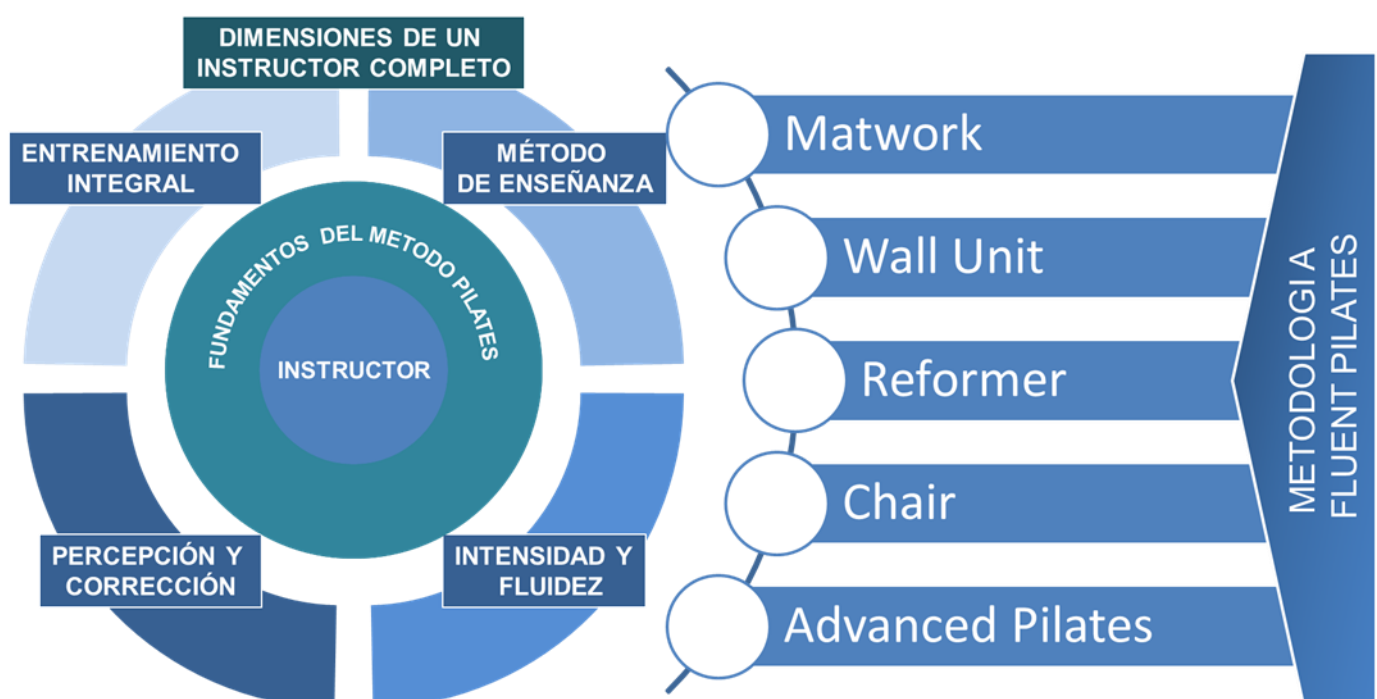 DIMENSIONES DE UN
INSTRUCTOR COMPLETO
ENTRENAMIENTO
INTEGRAL
MÉTODO
DE ENSEÑANZA
FUNDAMENTOS DEL METODO PILATES
INSTRUCTOR
PERCEPCIÓN Y
CORRECCIÓN
INTENSIDAD Y
FLUIDEZ
Matwork
Wall Unit
Reformer
Chair
Advanced Pilates
METODOLOGI A
FLUENT PILATES